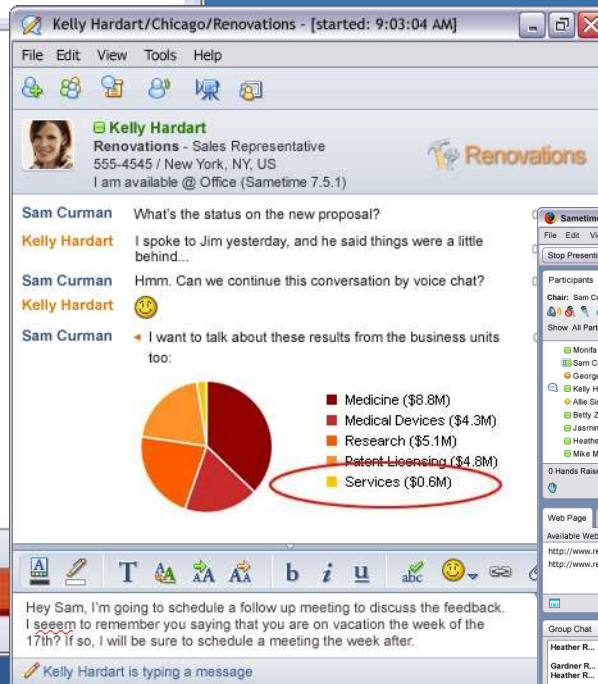 Kelly Hardart/Chicago/Renovations - [started: 9:03:04 AM]
File Edit View Tools Help
Kelly Hardart
Renovations - Sales Representative
555-4545 / New York, NY, US
I am available @ Office (Sametime 7.5.1)
Renovations
Sam Curman What's the status on the new proposal?
Kelly Hardart I spoke to Jim yesterday, and he said things were a little
behind...
Sam Curman Hmm. Can we continue this conversation by voice chat?
Kelly Hardart
Sam Curman I want to talk about these results from the business units
too:
Medicine ($8.8M)
Medical Devices ($4.3M)
Research ($5.1M)
Patent Licensing ($4.8M)
Services ($0.6M)
T AA AA AA b i u abc
Hey Sam, I'm going to schedule a follow up meeting to discuss the feedback.
I seeem to remember you saying that you are on vacation the week of the
17th? If so, I will be sure to schedule a meeting the week after.
Kelly Hardart is typing a message
Sametime
File Edit
Stop Presenti
Participants
Chair: Sam Cu
Show All Part
Monifa
Sam C
George
Kelly H
Allie Si
Betty Z
Jasmin
Heathe
Mike M
0 Hands Raise
Web Page
Available Web
http://www.re
http://www.re
Group Chat
Heather R...
Gardner R...
Heather R...